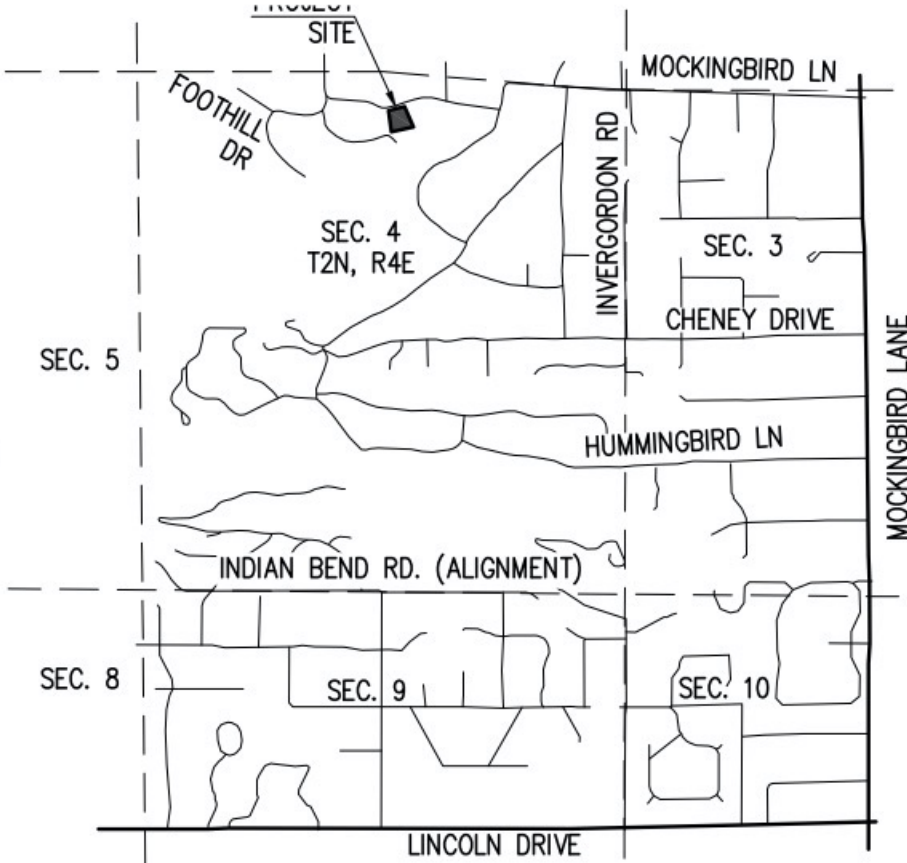 PROJECT
SITE
MOCKINGBIRD LN
FOOTHILL
DR
INVERGORDON RD
SEC. 4
T2N, R4E
SEC. 3
CHENEY DRIVE
SEC. 5
MOCKINGBIRD LANE
HUMMINGBIRD LN
INDIAN BEND RD. (ALIGNMENT)
SEC. 8
SEC. 9
SEC. 10
LINCOLN DRIVE